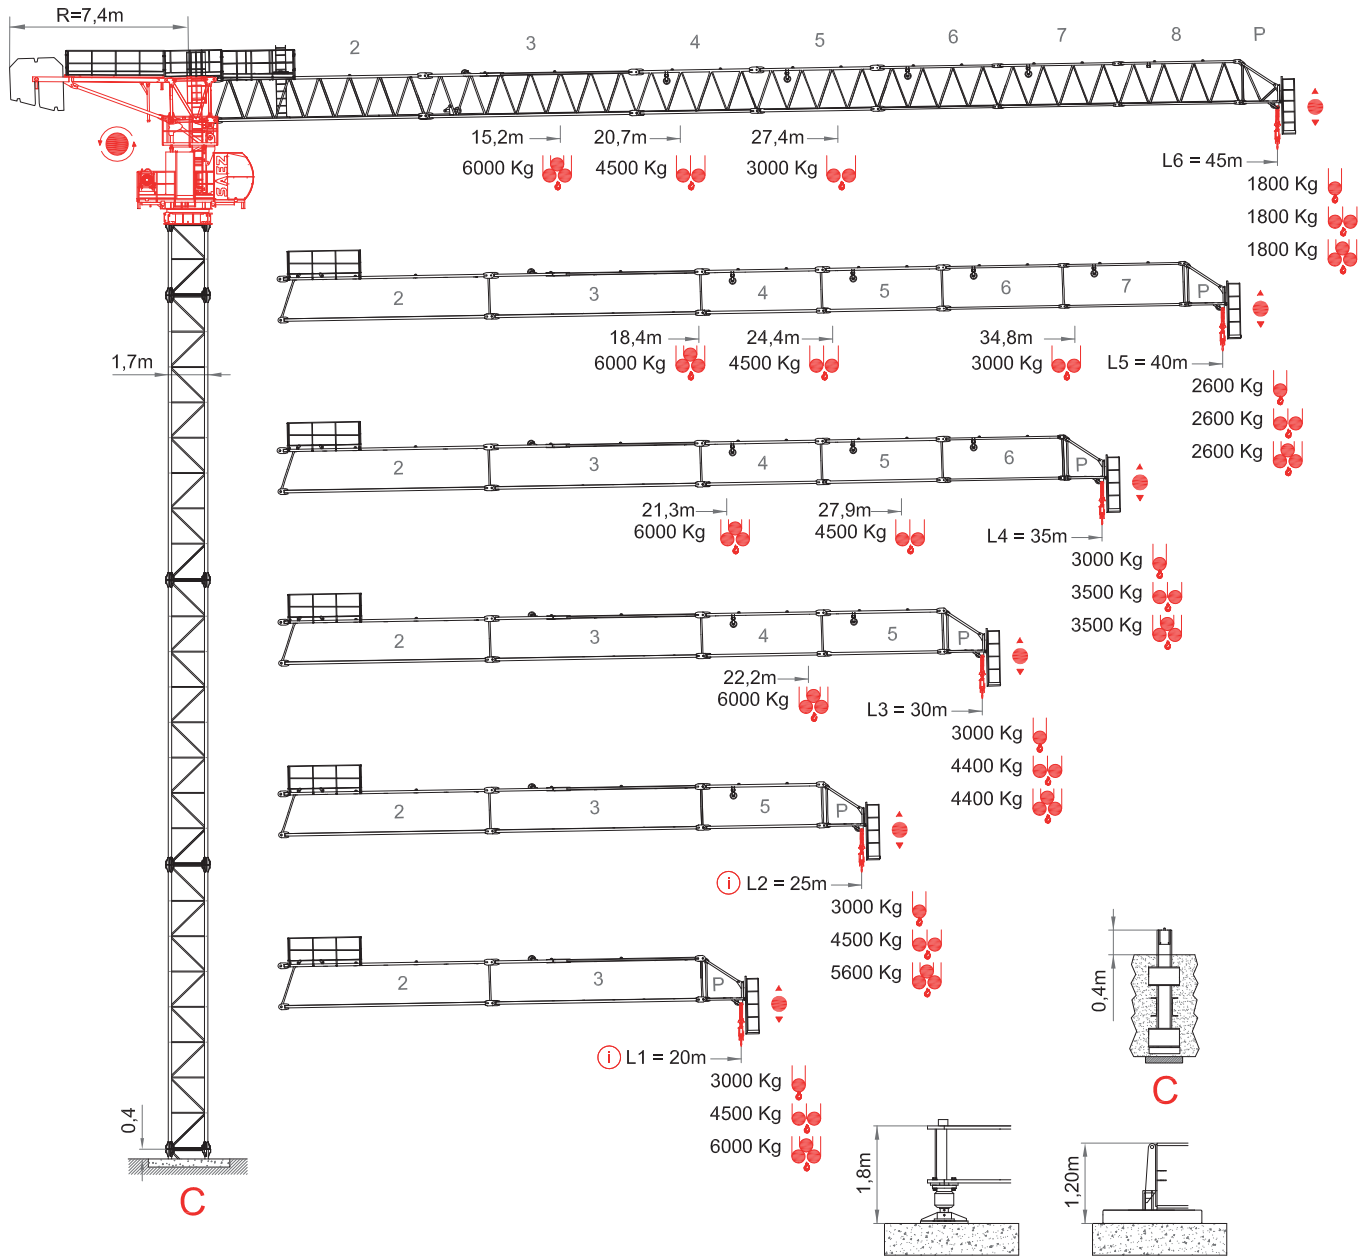 R=7,4m
2 3 4 5 6 7 8 P
SAEZ
15,2m 20,7m 27,4m
6000 Kg 4500 Kg 3000 Kg
L6 = 45m
1800 Kg
1800 Kg
1800 Kg
2 3 4 5 6 7 P
18,4m 24,4m 34,8m
6000 Kg 4500 Kg 3000 Kg
L5 = 40m
1,7m
2600 Kg
2600 Kg
2600 Kg
2 3 4 5 6 P
21,3m 27,9m
6000 Kg 4500 Kg
L4 = 35m
3000 Kg
3500 Kg
3500 Kg
2 3 4 5 P
22,2m
6000 Kg
L3 = 30m
3000 Kg
4400 Kg
4400 Kg
2 3 5 P
i L2 = 25m
3000 Kg
4500 Kg
5600 Kg
2 3 P
i L1 = 20m
3000 Kg
4500 Kg
6000 Kg
0,4m
C
0,4
C
1,8m
1,20m